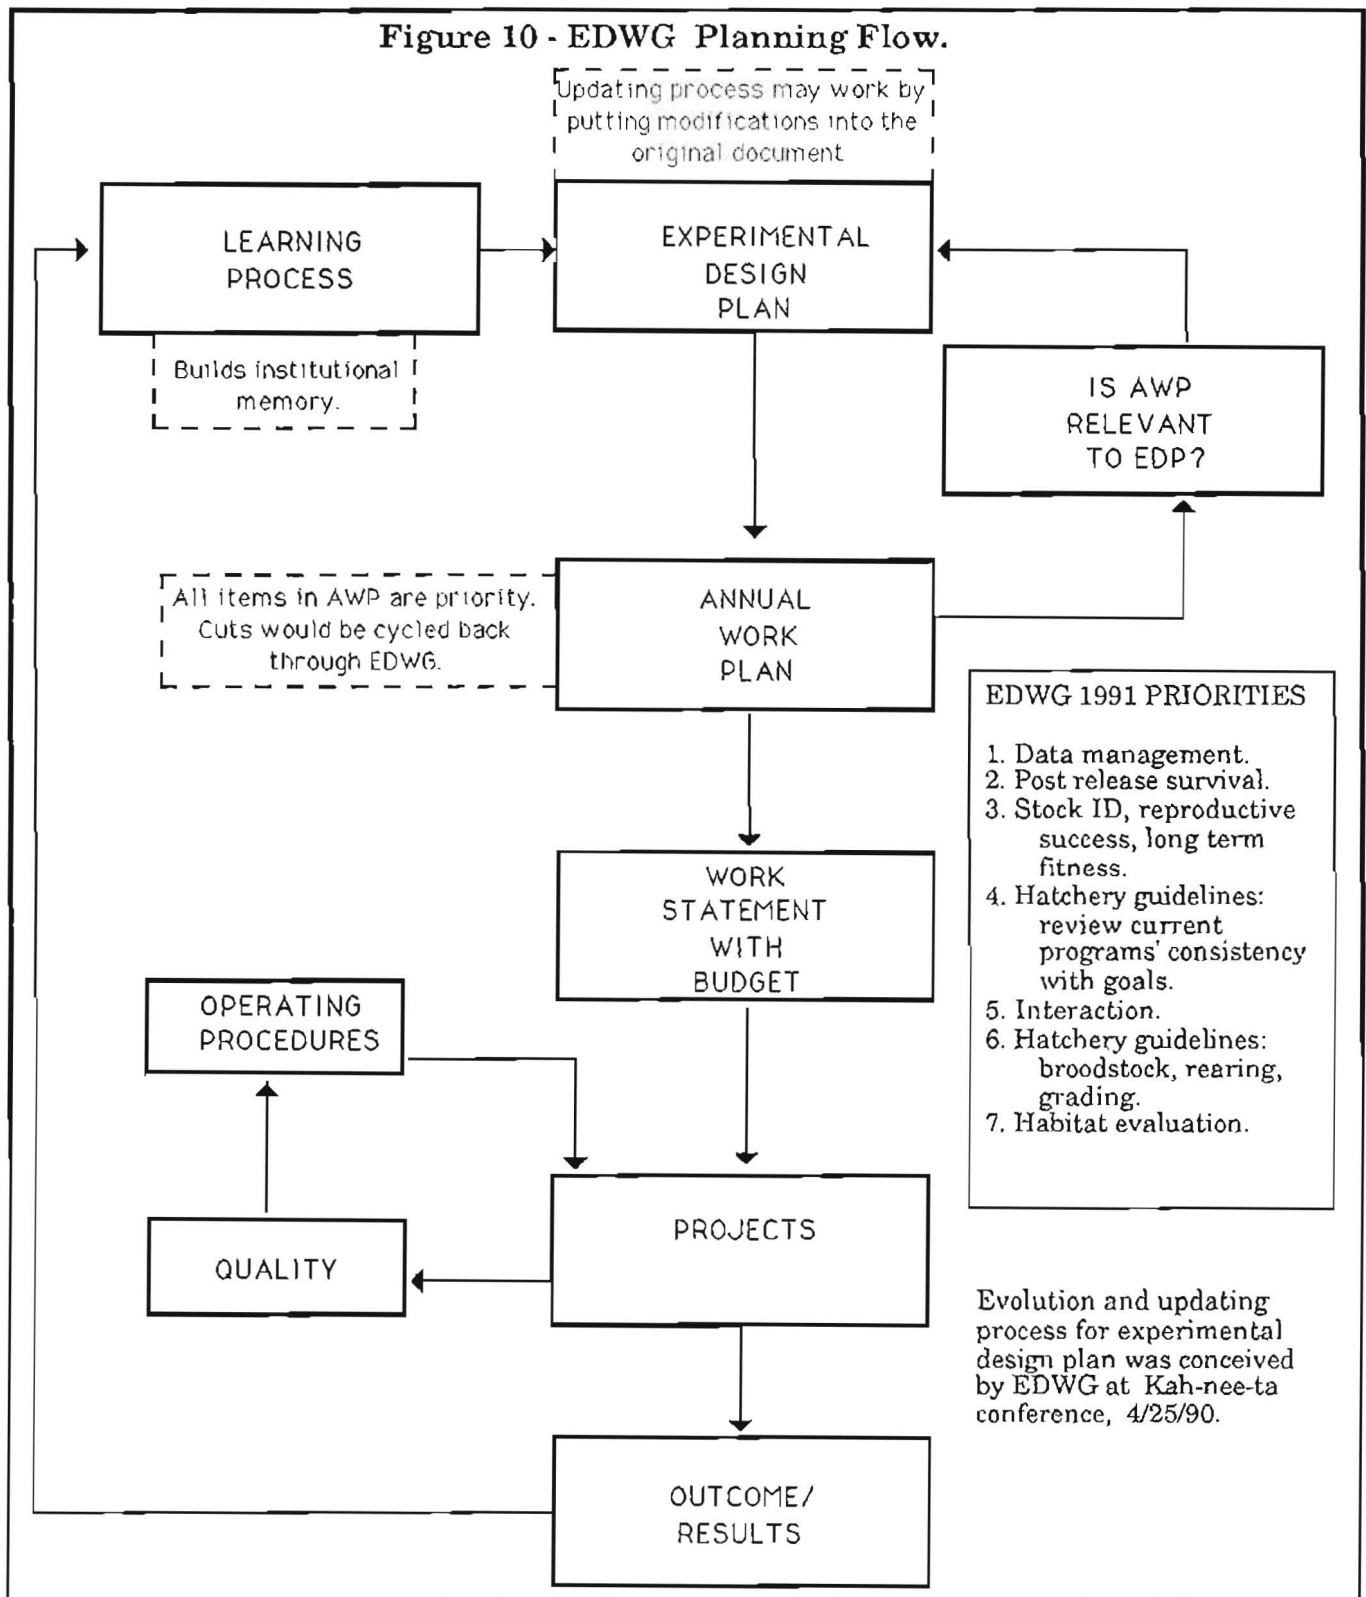 Figure 10 - EDWG Planning Flow.
Updating process may work by
putting modifications into the
original document
LEARNING
PROCESS
EXPERIMENTAL
DESIGN
PLAN
Builds institutional
memory.
IS AWP
RELEVANT
TO EDP?
All items in AWP are priority.
Cuts would be cycled back
through EDWG.
ANNUAL
WORK
PLAN
EDWG 1991 PRIORITIES
1. Data management.
2. Post release survival.
3. Stock ID, reproductive
success, long term
fitness.
4. Hatchery guidelines:
review current
programs' consistency
with goals.
5. Interaction.
6. Hatchery guidelines:
broodstock, rearing,
grading.
7. Habitat evaluation.
WORK
STATEMENT
WITH
BUDGET
OPERATING
PROCEDURES
PROJECTS
QUALITY
Evolution and updating
process for experimental
design plan was conceived
by EDWG at Kah-nee-ta
conference, 4/25/90.
OUTCOME/
RESULTS